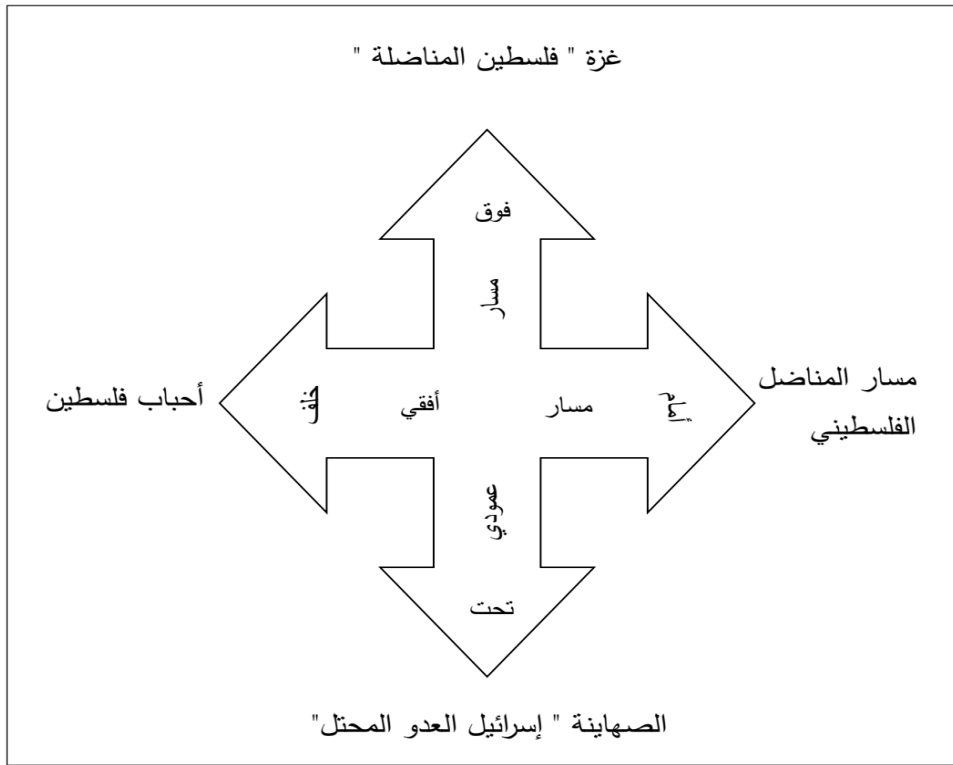 غزة " فلسطين المناضلة "
فوق
مسار
مسار المناضل
الفلسطيني
أمام
مسار
أفقي
خلف
أحباب فلسطين
عمودي
تحت
الصهاينة " إسرائيل العدو المحتل"